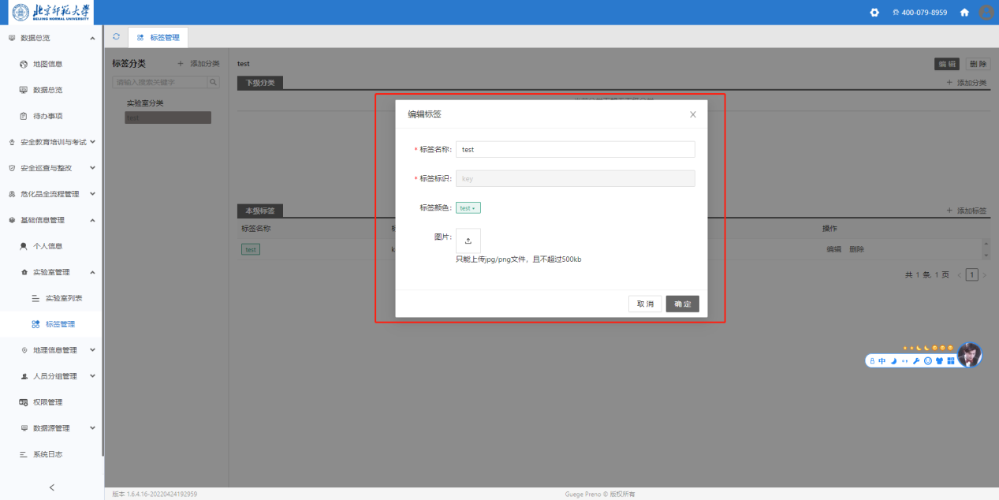 北京师范大学
BEIJING NORMAL UNIVERSITY
400-079-8959
数据总览
标签管理
地图信息
数据总览
待办事项
安全教育培训与考试
安全巡查与整改
危化品全流程管理
基础信息管理
个人信息
实验室管理
实验室列表
标签管理
地理信息管理
人员分组管理
权限管理
数据源管理
系统日志
标签分类
+ 添加分类
请输入搜索关键字
实验室分类
test
test
编辑
删除
下级分类
+ 添加分类
本级标签
+ 添加标签
标签名称
操作
test
编辑 删除
共 1 条, 1 页 < 1 >
编辑标签
* 标签名称: test
* 标签标识: key
标签颜色: test
图片:
只能上传jpg/png文件，且不超过500kb
取消
确定
中
版本 1.6.4.16-20220424192959
Guege Preno © 版权所有